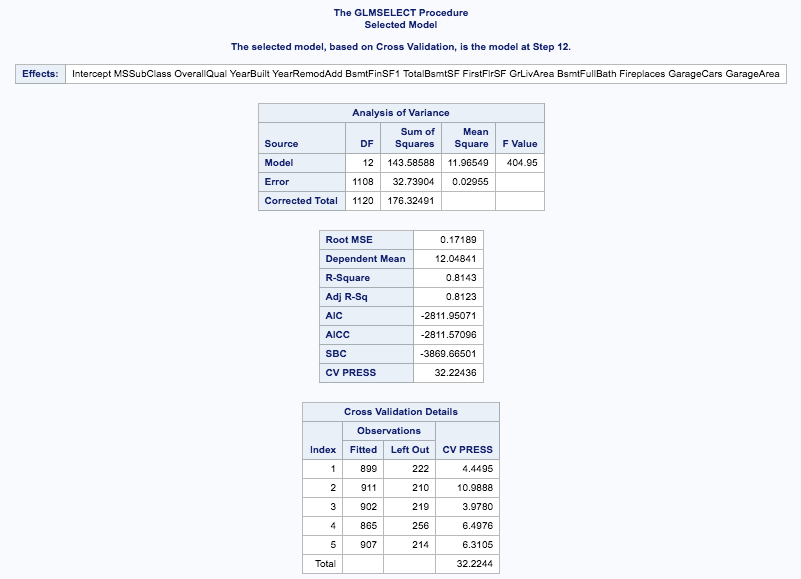 The GLMSELECT Procedure
Selected Model
The selected model, based on Cross Validation, is the model at Step 12.
Effects: Intercept MSSubClass OverallQual YearBuilt YearRemodAdd BsmtFinSF1 TotalBsmtSF FirstFlrSF GrLivArea BsmtFullBath Fireplaces GarageCars GarageArea
Analysis of Variance
Source DF Sum of Squares Mean Square F Value
Model 12 143.58588 11.96549 404.95
Error 1108 32.73904 0.02955
Corrected Total 1120 176.32491
Root MSE 0.17189
Dependent Mean 12.04841
R-Square 0.8143
Adj R-Sq 0.8123
AIC -2811.95071
AICC -2811.57096
SBC -3869.66501
CV PRESS 32.22436
Cross Validation Details
Observations
Index Fitted Left Out CV PRESS
1 899 222 4.4495
2 911 210 10.9888
3 902 219 3.9780
4 865 256 6.4976
5 907 214 6.3105
Total 32.2244